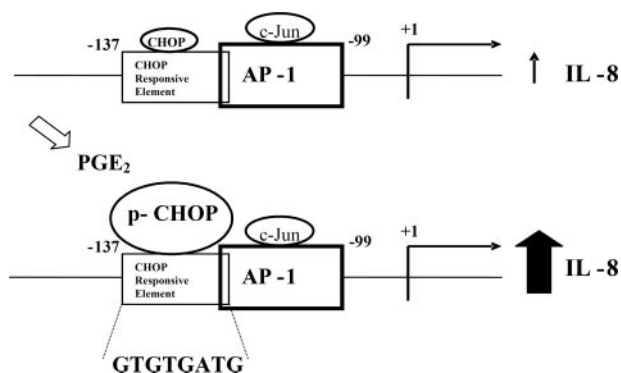 -137 CHOP c-Jun -99 +1
CHOP
Responsive
Element
AP -1
IL -8
PGE₂
p- CHOP
-137 c-Jun -99 +1
CHOP
Responsive
Element
AP -1
IL -8
GTGTGATG